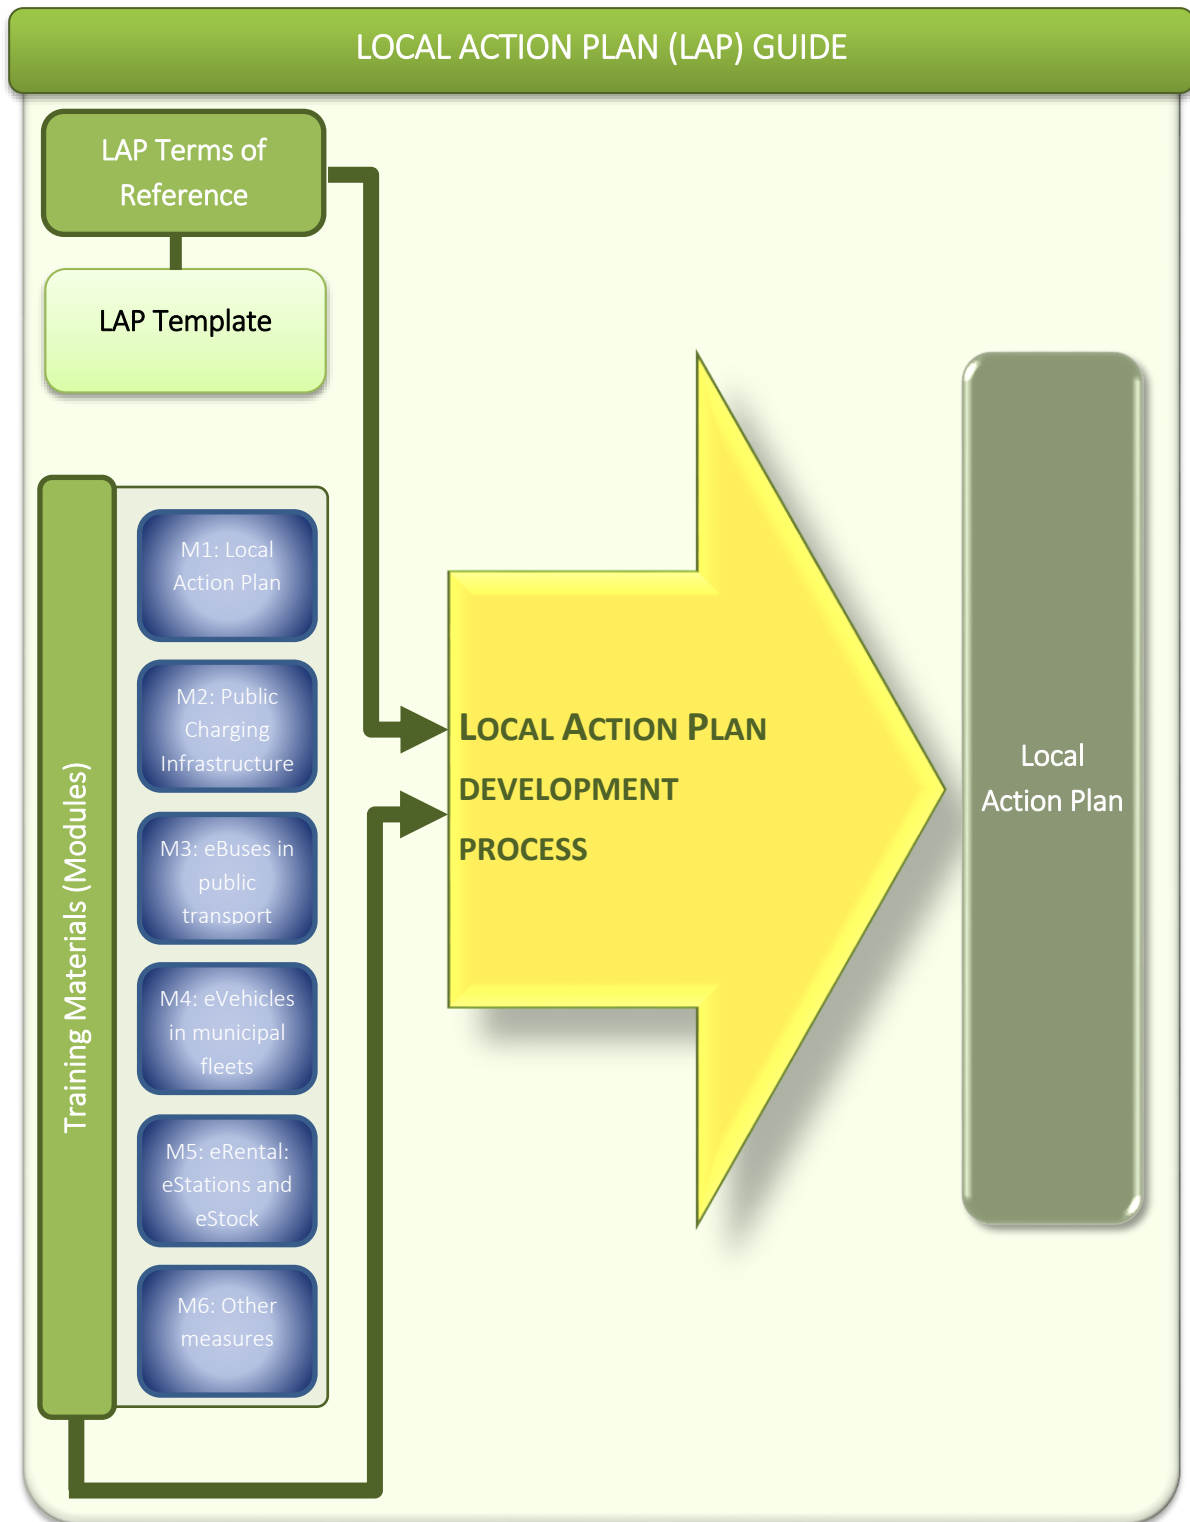 LOCAL ACTION PLAN (LAP) GUIDE
LAP Terms of
Reference
LAP Template
Training Materials (Modules)
M1: Local
Action Plan
M2: Public
Charging
Infrastructure
M3: eBuses in
public
transport
M4: eVehicles
in municipal
fleets
M5: eRental:
eStations and
eStock
M6: Other
measures
LOCAL ACTION PLAN
DEVELOPMENT
PROCESS
Local
Action Plan